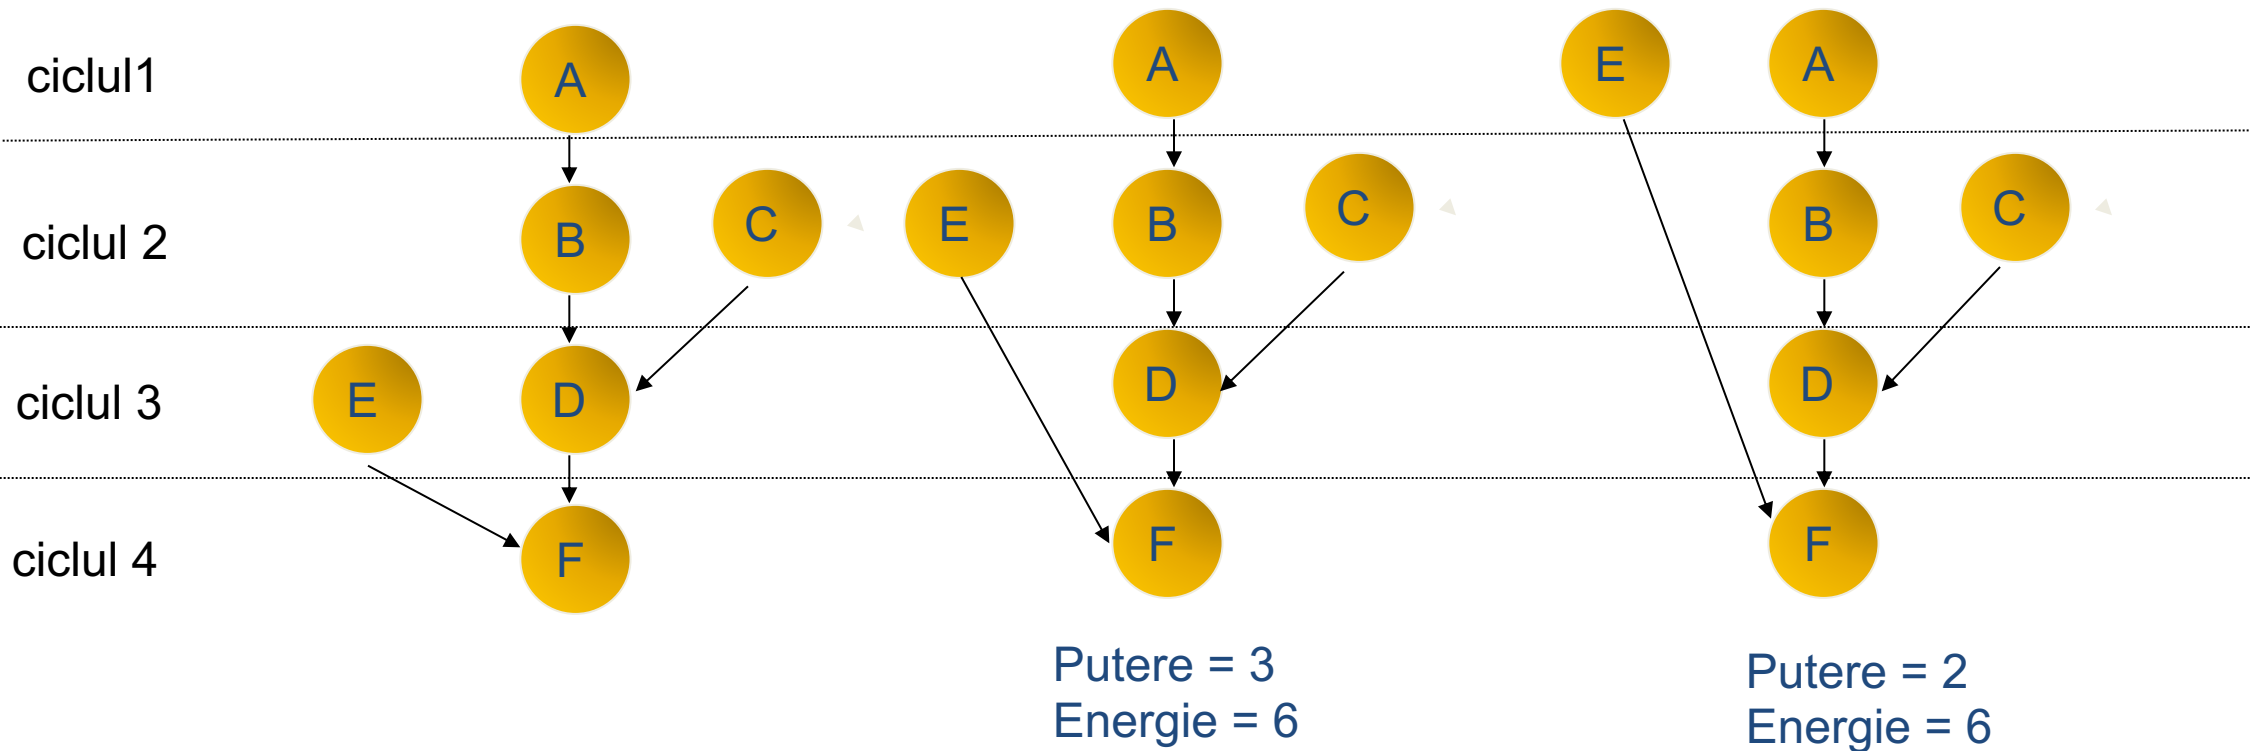 ciclul1
A
A
E
A
ciclul 2
B
C
E
B
C
B
C
ciclul 3
E
D
D
D
ciclul 4
F
F
F
Putere = 3
Energie = 6
Putere = 2
Energie = 6